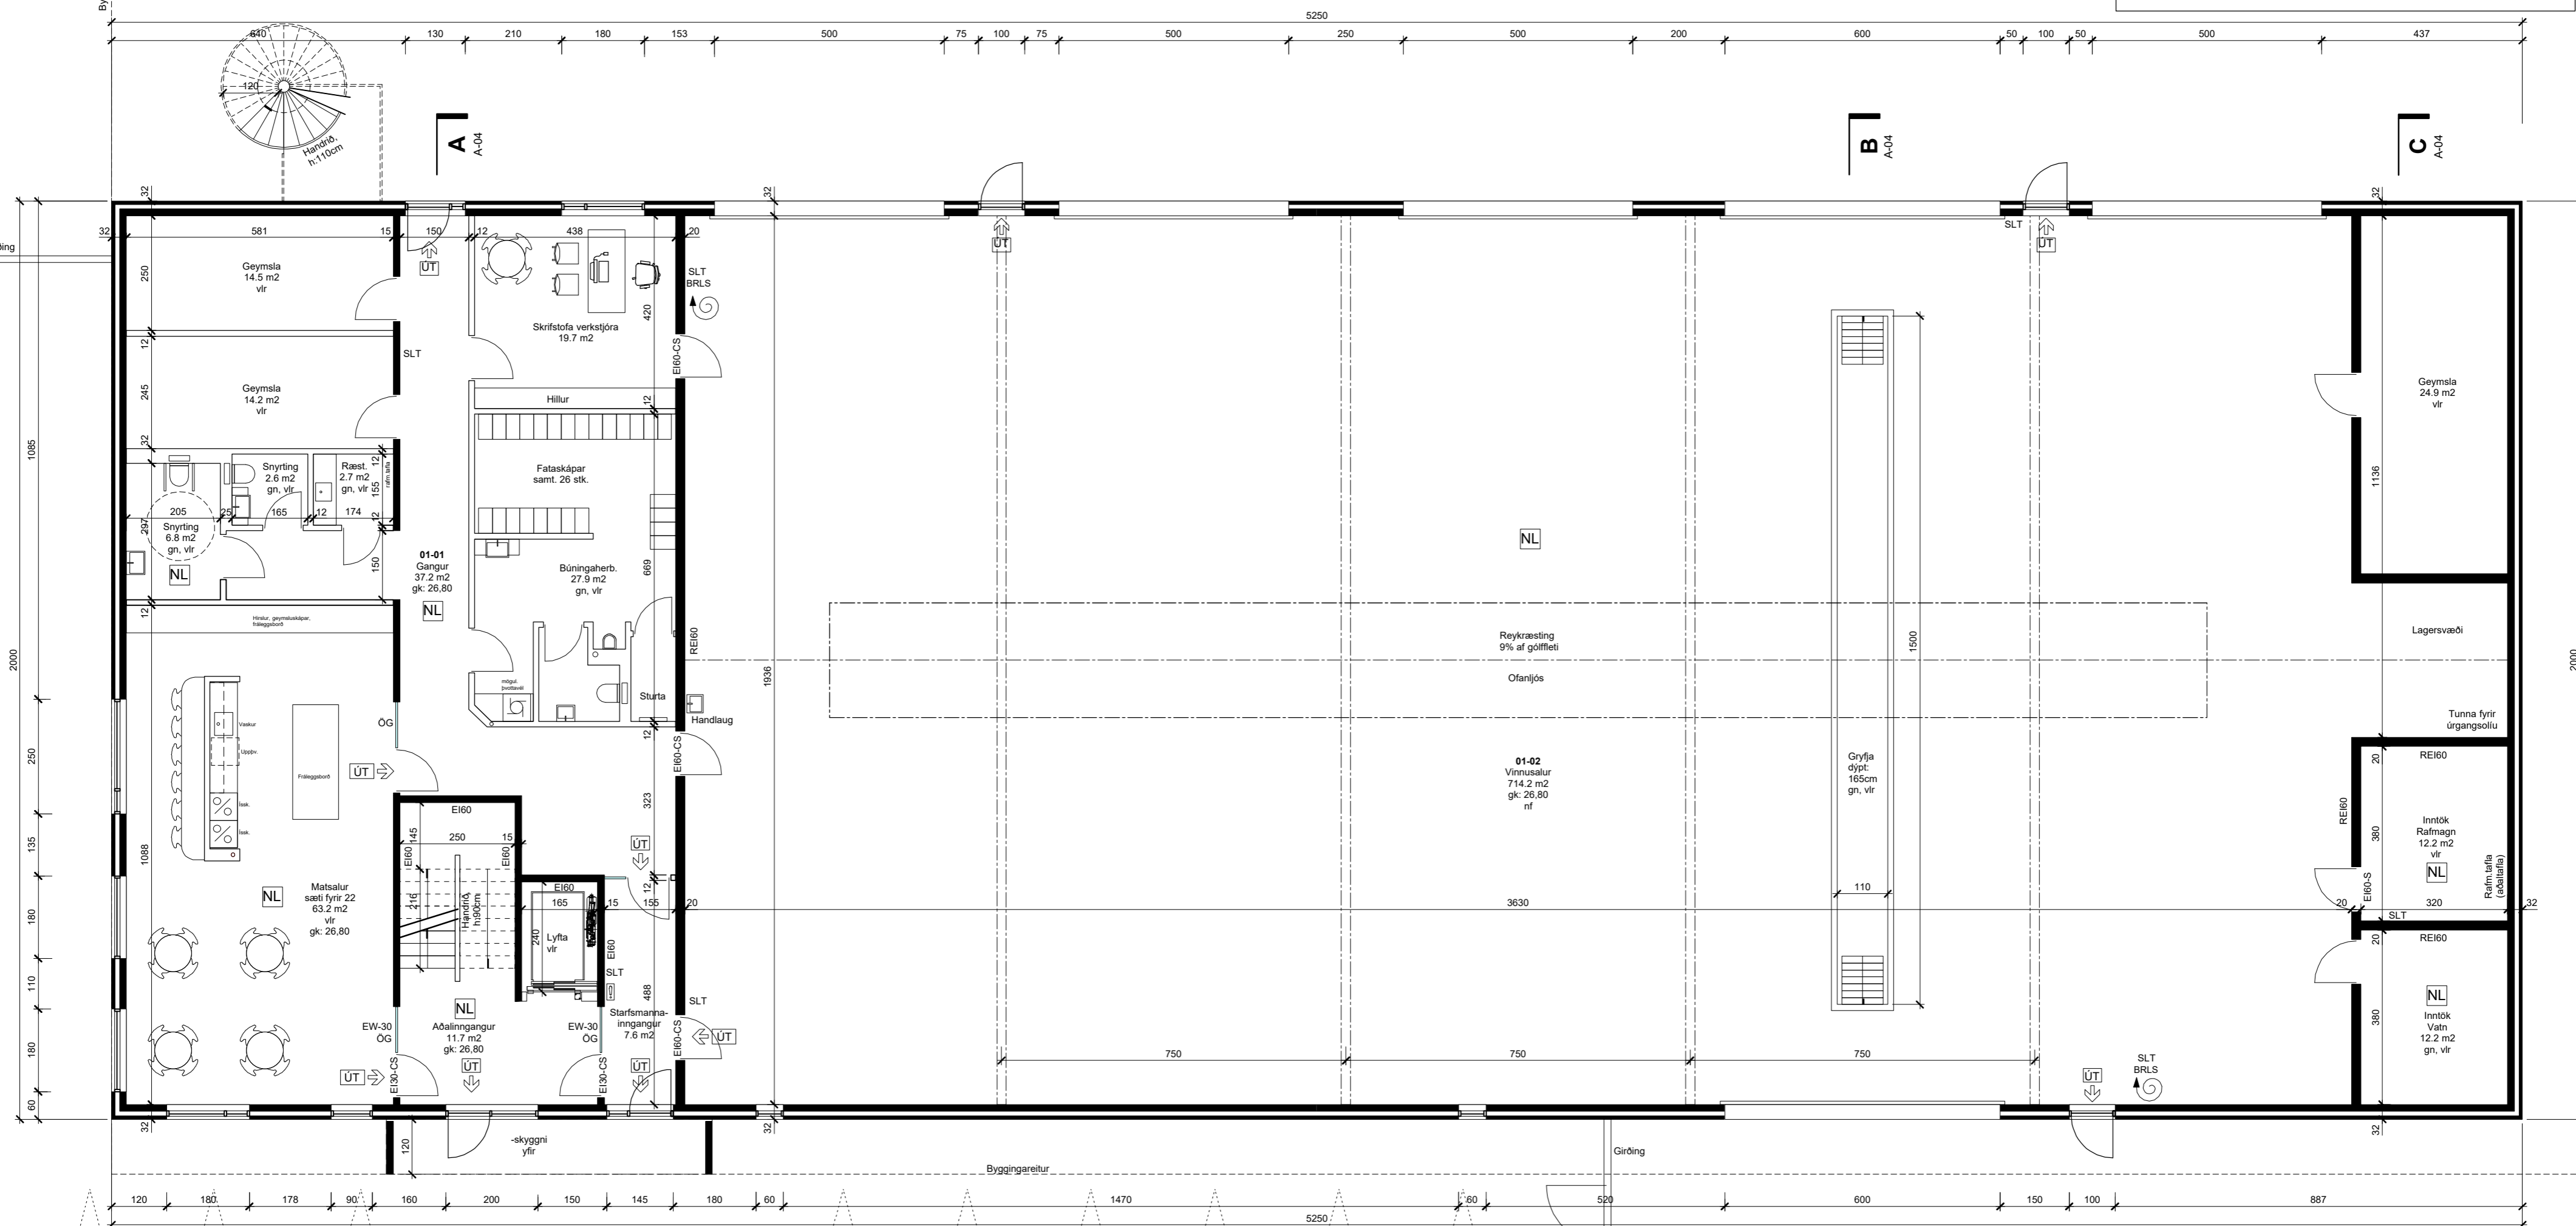 By
5250
640
130
210
180
153
500
75
100
75
500
250
500
200
600
50
100
50
500
437
120
Handrið,
h:110cm
A
A-04
B
A-04
C
A-04
32
32
32
ðing
32
581
15
150
12
438
20
ÚT
ÚT
SLT
ÚT
250
Geymsla
14.5 m2
vlr
SLT
BRLS
420
Skrifstofa verkstjóra
19.7 m2
EI60-CS
12
SLT
245
Geymsla
14.2 m2
vlr
Hillur
12
Geymsla
24.9 m2
vlr
32
1085
Snyrting
2.6 m2
gn, vlr
Ræst.
2.7 m2
gn, vlr
12
155
12
rafm.tafla
Fataskápar
samt. 26 stk.
1136
205
25
165
12
174
297
Snyrting
6.8 m2
gn, vlr
NL
150
01-01
Gangur
37.2 m2
gk: 26,80
NL
Búningaherb.
27.9 m2
gn, vlr
669
NL
12
Hirslur, geymsluskápar,
fráleggsborð
REI60
Reykræsting
9% af gólffleti
Lagersvæði
2000
1500
2000
1936
Ofanljós
mögul.
þvottavél
Sturta
Handlaug
ÖG
Vaskur
Uppþv.
Íssk.
Íssk.
Fráleggsborð
Tunna fyrir
úrgangsolíu
250
ÚT
12
EI60-CS
01-02
Vinnusalur
714.2 m2
gk: 26,80
nf
Gryfja
dýpt:
165cm
gn, vlr
20
REI60
323
EI60
145
250
15
EI60
EI60
135
1088
ÚT
REI60
380
Inntök
Rafmagn
12.2 m2
vlr
NL
Rafm.tafla
(aðaltafla)
EI60-S
Matsalur
sæti fyrir 22
63.2 m2
vlr
gk: 26,80
NL
216
Handrið,
h:90cm
EI60
12
165
15
155
20
3630
110
20
320
32
SLT
180
240
Lyfta
vlr
EI60
SLT
20
REI60
110
488
SLT
NL
Aðalinngangur
11.7 m2
gk: 26,80
EW-30
ÖG
EW-30
ÖG
Starfsmanna-
inngangur
7.6 m2
EI60-CS
ÚT
380
NL
Inntök
Vatn
12.2 m2
gn, vlr
180
750
750
750
ÚT
EI30-CS
ÚT
EI30-CS
ÚT
ÚT
SLT
BRLS
60
32
32
32
120
-skyggni
yfir
Girðing
Byggingareitur
120
180
178
90
160
200
150
145
180
60
1470
60
520
600
150
100
887
5250